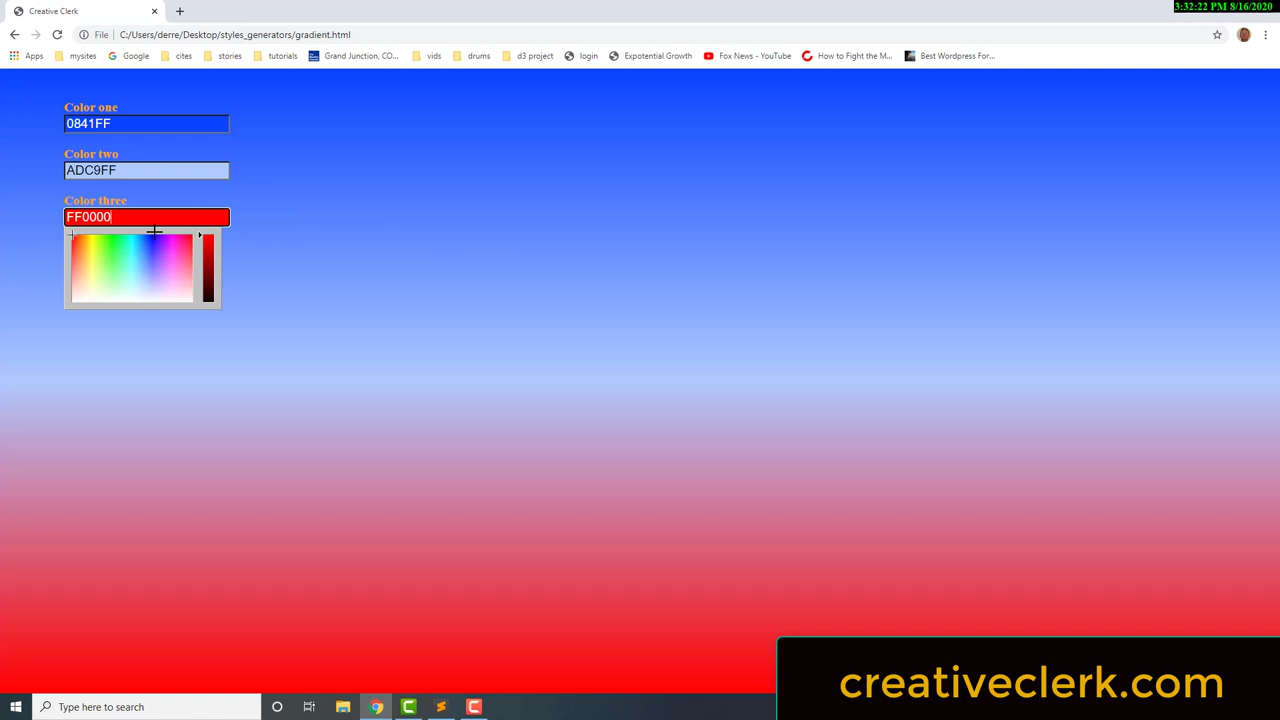 3:32:22 PM 8/16/2020
Creative Clerk
File
C:/Users/derre/Desktop/styles_generators/gradient.html
Apps mysites Google cites stories tutorials Grand Junction, CO... vids drums d3 project login Expotential Growth Fox News - YouTube How to Fight the M... Best Wordpress For...
Color one
0841FF
Color two
ADC9FF
Color three
FF0000
creativeclerk.com
Type here to search